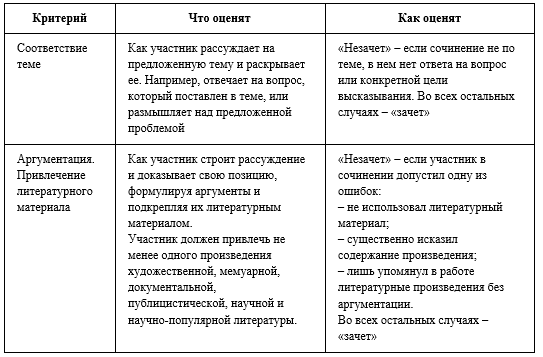 Критерий
Что оценят
Как оценят
Соответствие
теме
Как участник рассуждает на
предложенную тему и раскрывает
ее. Например, отвечает на вопрос,
который поставлен в теме, или
размышляет над предложенной
проблемой
«Незачет» – если сочинение не по
теме, в нем нет ответа на вопрос
или конкретной цели
высказывания. Во всех остальных
случаях – «зачет»
Аргументация.
Привлечение
литературного
материала
Как участник строит рассуждение
и доказывает свою позицию,
формулируя аргументы и
подкрепляя их литературным
материалом.
Участник должен привлечь не
менее одного произведения
художественной, мемуарной,
документальной,
публицистической, научной и
научно-популярной литературы.
«Незачет» – если участник в
сочинении допустил одну из
ошибок:
– не использовал литературный
материал;
– существенно исказил
содержание произведения;
– лишь упомянул в работе
литературные произведения без
аргументации.
Во всех остальных случаях –
«зачет»